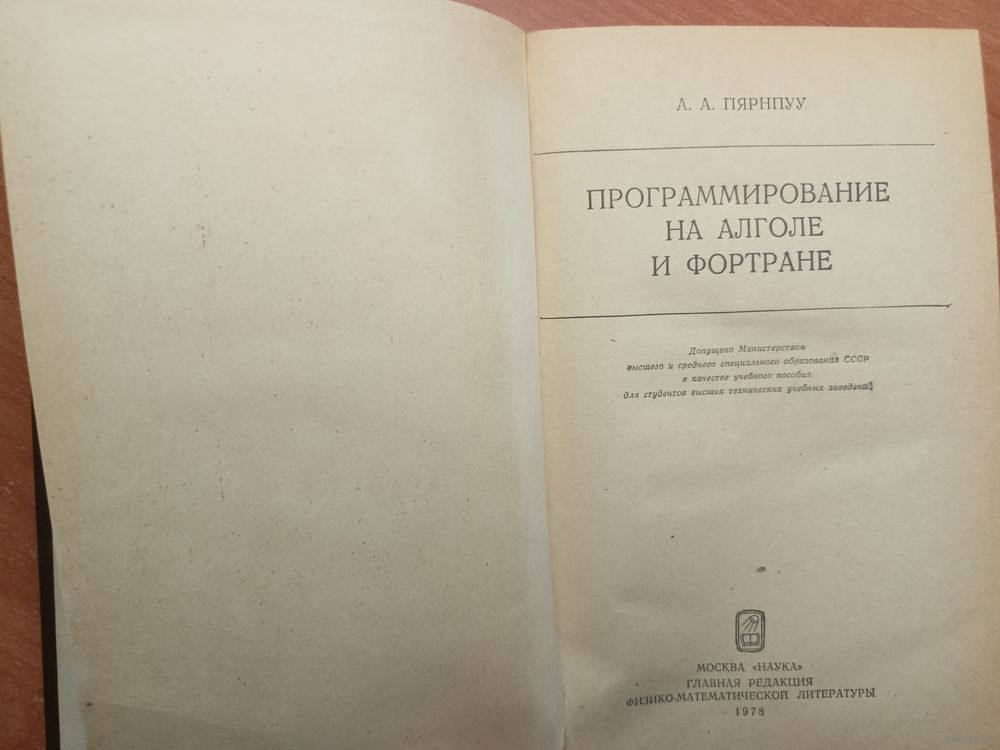 А. А. ПЯРНПУУ
ПРОГРАММИРОВАНИЕ
НА АЛГОЛЕ
И ФОРТРАНЕ
Допущено Министерством
высшего и среднего специального образования СССР
в качестве учебного пособия
для студентов высших технических учебных заведений
МОСКВА «НАУКА»
ГЛАВНАЯ РЕДАКЦИЯ
ФИЗИКО-МАТЕМАТИЧЕСКОЙ ЛИТЕРАТУРЫ
1978